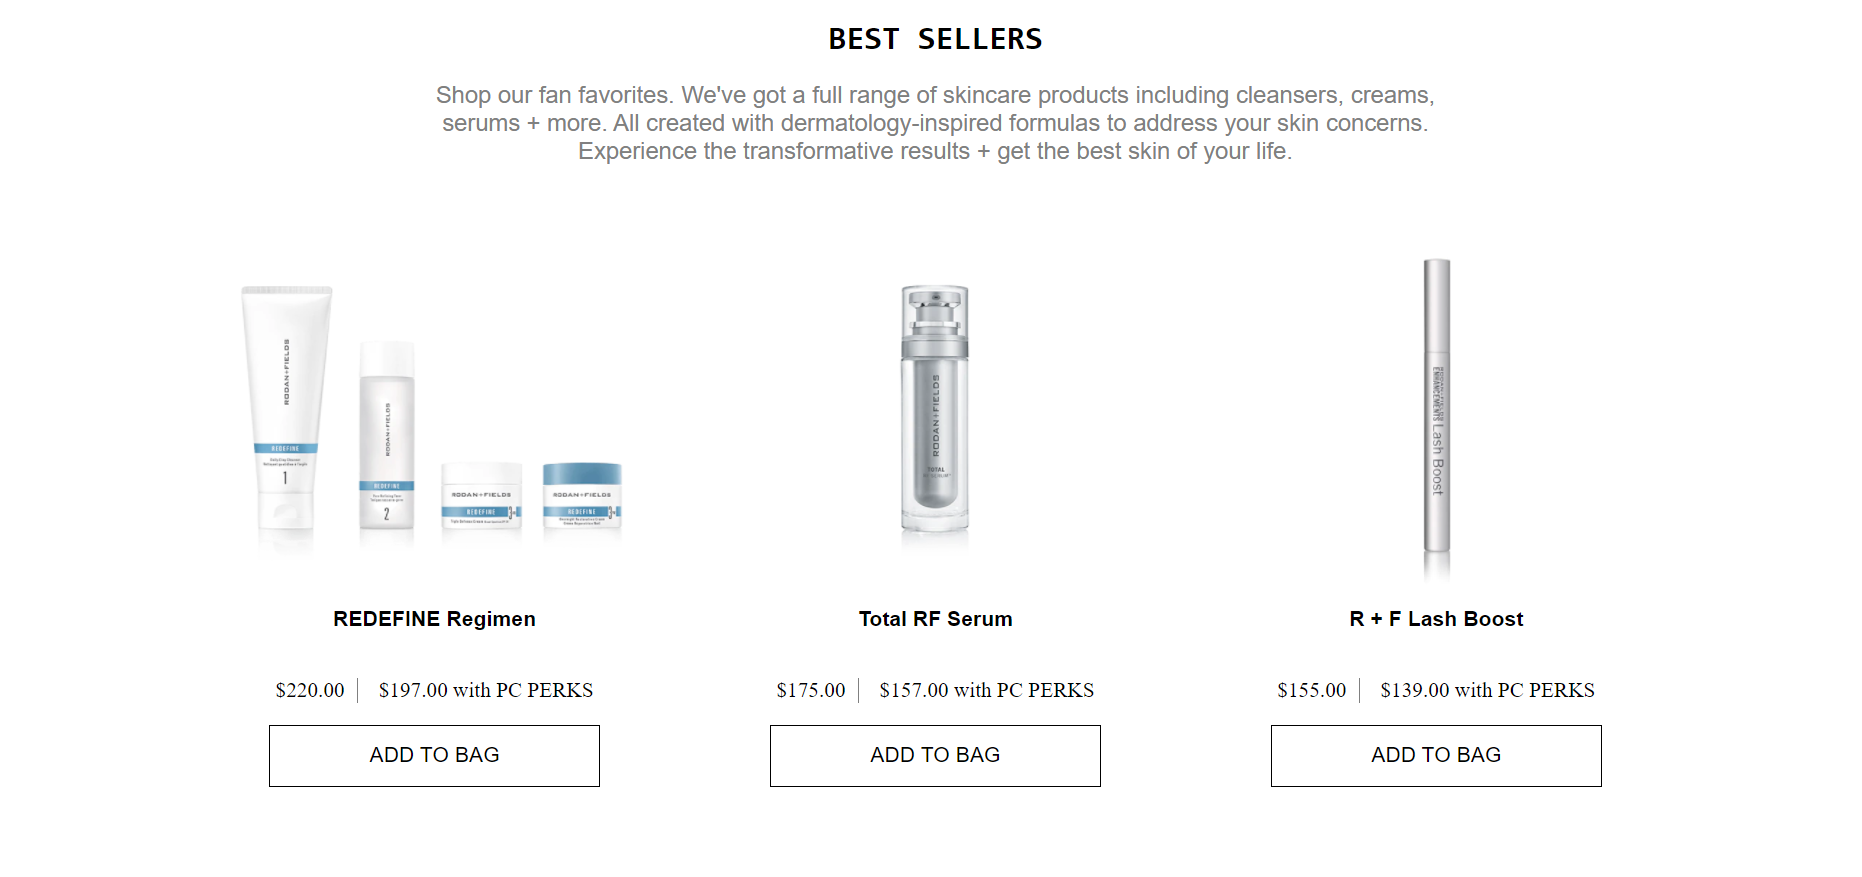 BEST SELLERS
Shop our fan favorites. We've got a full range of skincare products including cleansers, creams,
serums + more. All created with dermatology-inspired formulas to address your skin concerns.
Experience the transformative results + get the best skin of your life.
RODAN+FIELDS
REDEFINE
1
RODAN+FIELDS
REDEFINE
2
RODAN+FIELDS
REDEFINE
3
RODAN+FIELDS
REDEFINE
3
RODAN+FIELDS
TOTAL
RF SERUM
RODAN+FIELDS
ENHANCEMENTS
Lash Boost
REDEFINE Regimen
Total RF Serum
R + F Lash Boost
$220.00 $197.00 with PC PERKS
$175.00 $157.00 with PC PERKS
$155.00 $139.00 with PC PERKS
ADD TO BAG
ADD TO BAG
ADD TO BAG